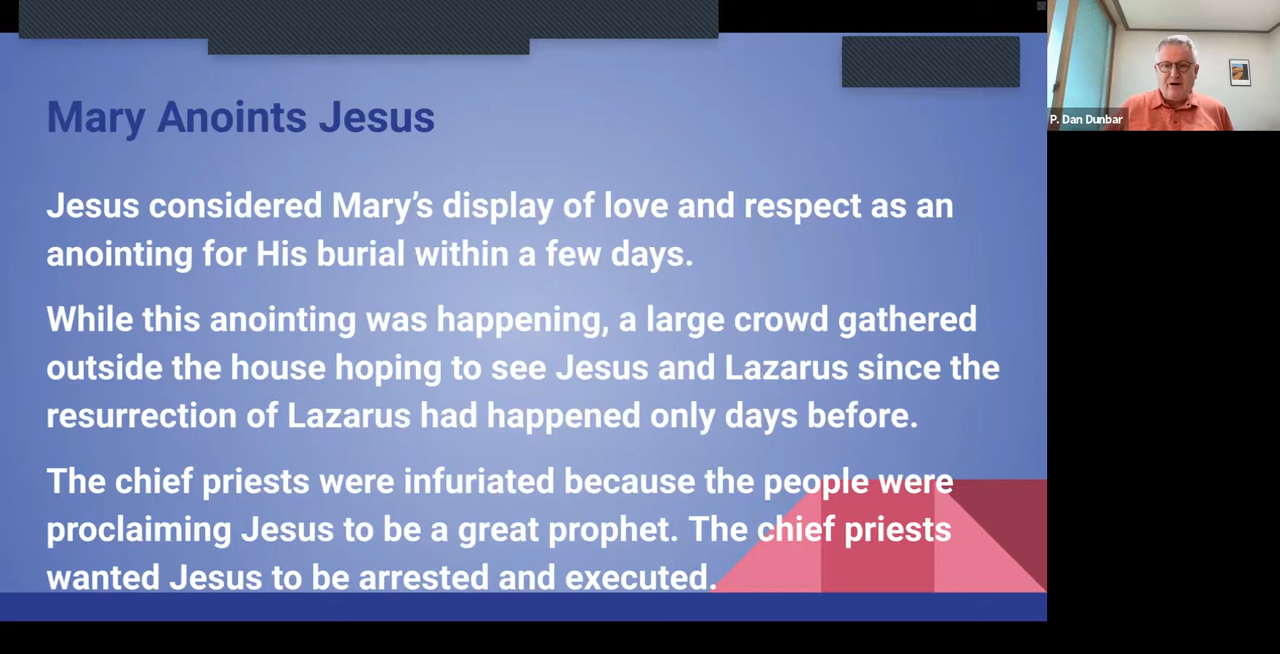 Mary Anoints Jesus
Jesus considered Mary’s display of love and respect as an
anointing for His burial within a few days.
While this anointing was happening, a large crowd gathered
outside the house hoping to see Jesus and Lazarus since the
resurrection of Lazarus had happened only days before.
The chief priests were infuriated because the people were
proclaiming Jesus to be a great prophet. The chief priests
wanted Jesus to be arrested and executed.
P. Dan Dunbar